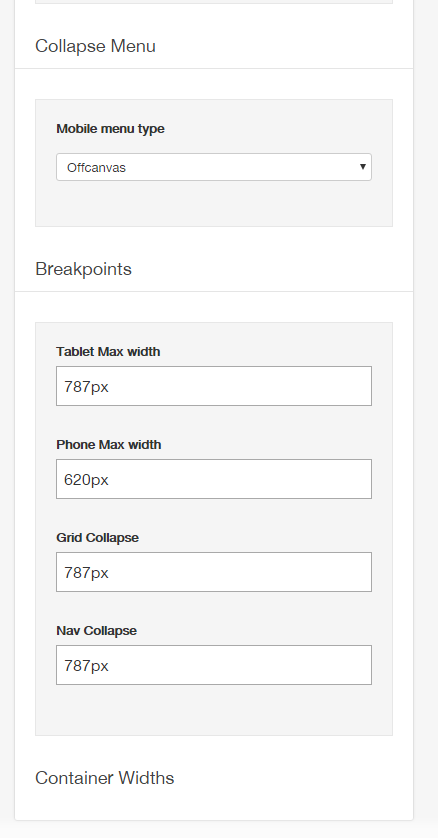 Collapse Menu
Mobile menu type
Offcanvas
Breakpoints
Tablet Max width
787px
Phone Max width
620px
Grid Collapse
787px
Nav Collapse
787px
Container Widths